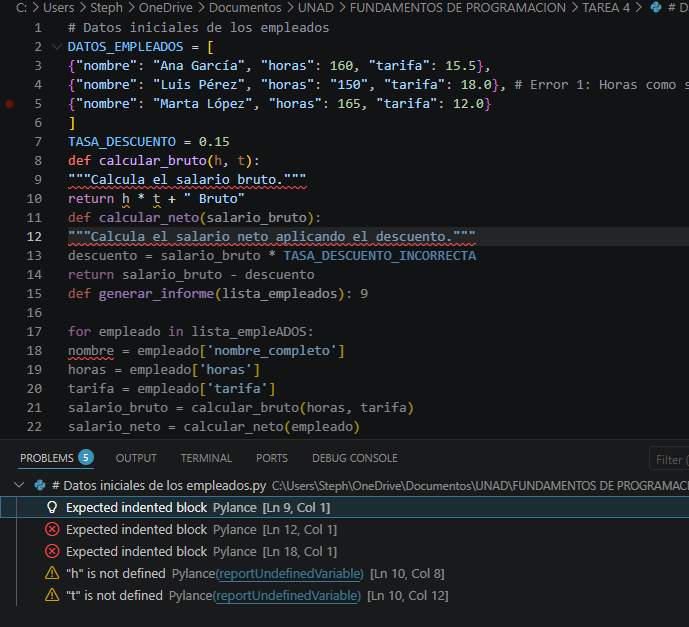 C: > Users > Steph > OneDrive > Documentos > UNAD > FUNDAMENTOS DE PROGRAMACION > TAREA 4 > # D
1 # Datos iniciales de los empleados
2 DATOS_EMPLEADOS = [
3 {"nombre": "Ana García", "horas": 160, "tarifa": 15.5},
4 {"nombre": "Luis Pérez", "horas": "150", "tarifa": 18.0}, # Error 1: Horas como s
5 {"nombre": "Marta López", "horas": 165, "tarifa": 12.0}
6 ]
7 TASA_DESCUENTO = 0.15
8 def calcular_bruto(h, t):
9 """Calcula el salario bruto."""
10 return h * t + " Bruto"
11 def calcular_neto(salario_bruto):
12 """Calcula el salario neto aplicando el descuento."""
13 descuento = salario_bruto * TASA_DESCUENTO_INCORRECTA
14 return salario_bruto - descuento
15 def generar_informe(lista_empleados): 9
16
17 for empleado in lista_empleADOS:
18 nombre = empleado['nombre_completo']
19 horas = empleado['horas']
20 tarifa = empleado['tarifa']
21 salario_bruto = calcular_bruto(horas, tarifa)
22 salario_neto = calcular_neto(empleado)
PROBLEMS 5 OUTPUT TERMINAL PORTS DEBUG CONSOLE Filter (
# Datos iniciales de los empleados.py C:\Users\Steph\OneDrive\Documentos\UNAD\FUNDAMENTOS DE PROGRAMAC
Expected indented block Pylance [Ln 9, Col 1]
Expected indented block Pylance [Ln 12, Col 1]
Expected indented block Pylance [Ln 18, Col 1]
"h" is not defined Pylance(reportUndefinedVariable) [Ln 10, Col 8]
"t" is not defined Pylance(reportUndefinedVariable) [Ln 10, Col 12]